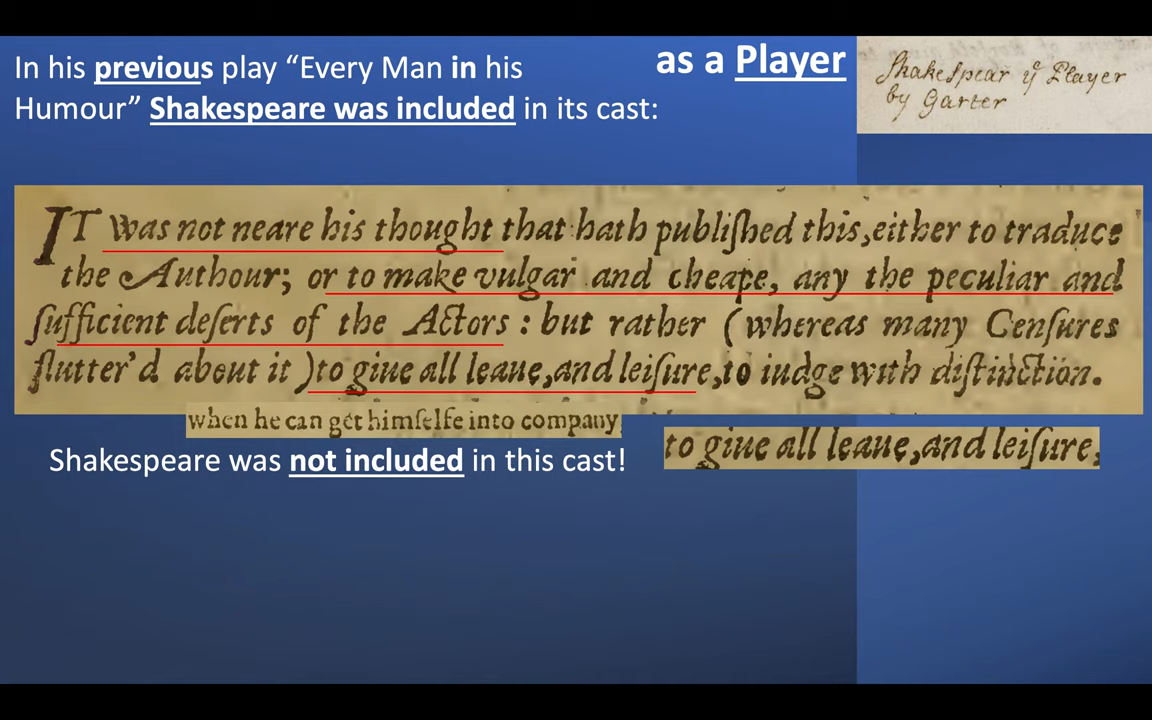 In his previous play “Every Man in his
Humour” Shakespeare was included in its cast:
as a Player
Shakespear yͤ Player
by Garter
IT was not neare his thought that hath publiſhed this,either to traduce
the Authour; or to make vulgar and cheape, any the peculiar and
ſufficient deſerts of the Actors : but rather (whereas many Cenſures
flutter’d about it )to giue all leaue,and leiſure,to iudge with diſtinction.
when he can get himſelfe into company
Shakespeare was not included in this cast!
to giue all leaue,and leiſure,